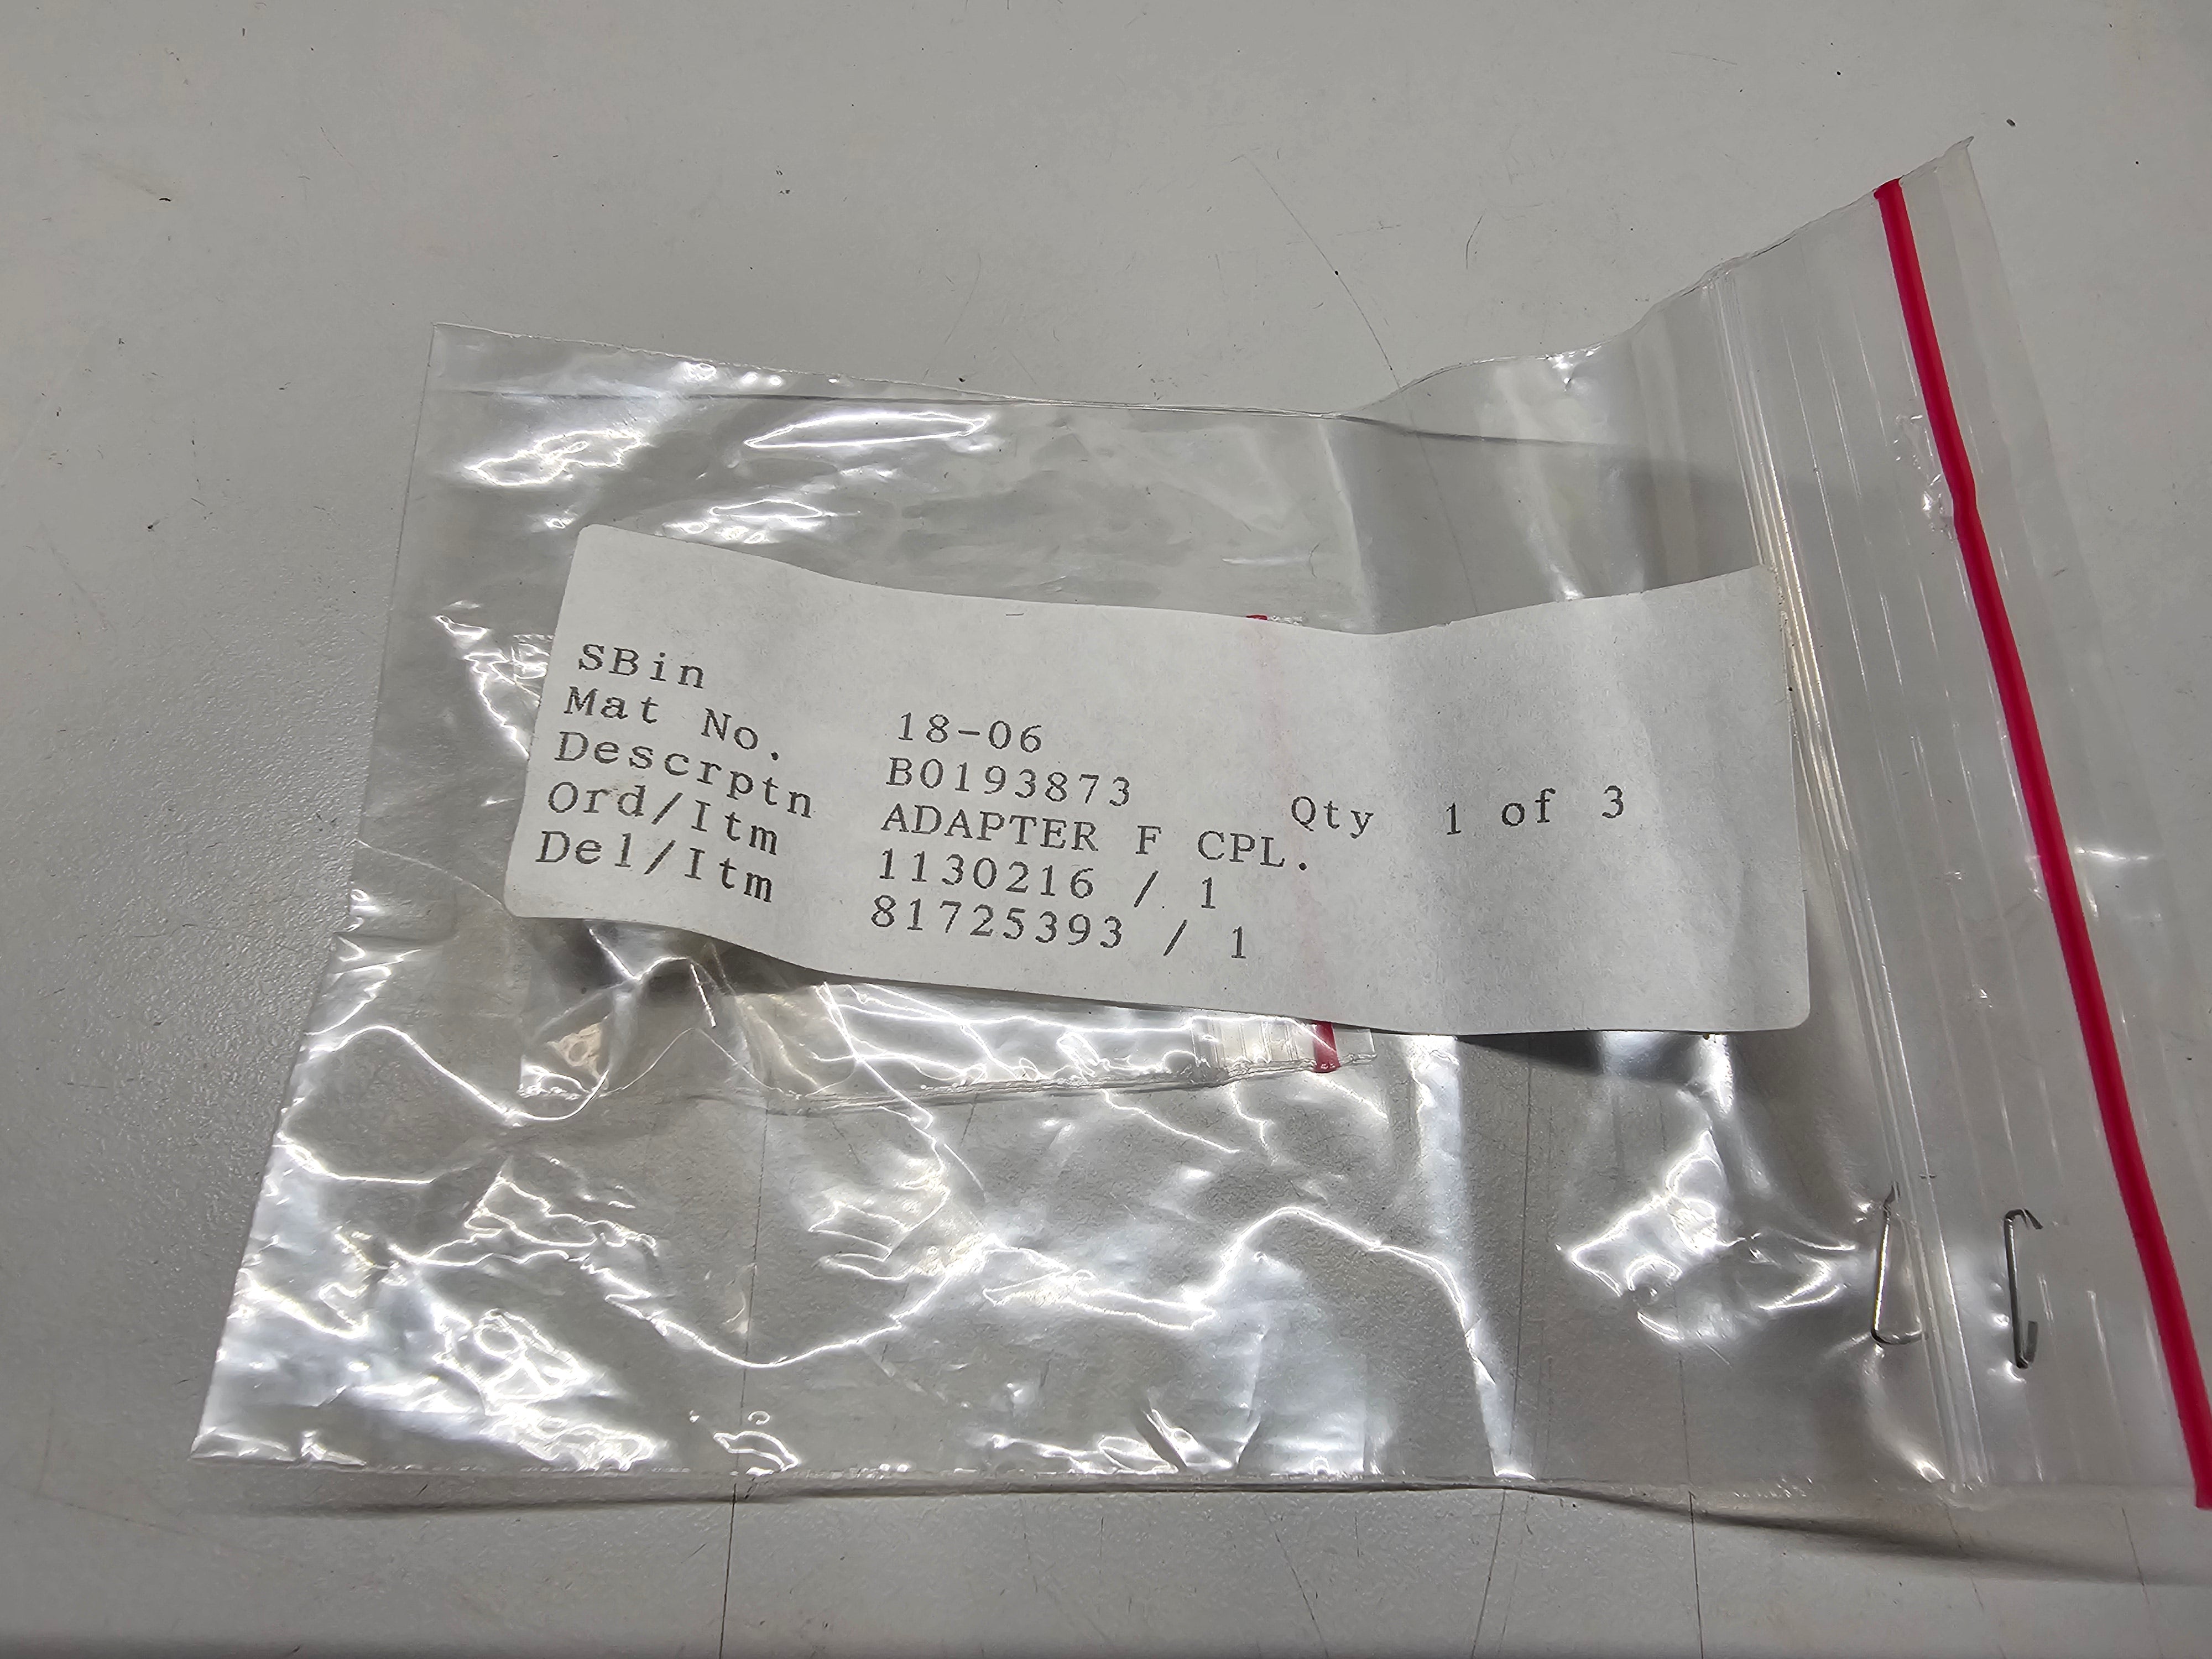 SBin 18-06
Mat No. B0193873 Qty 1 of 3
Descrptn ADAPTER F CPL.
Ord/Itm 1130216 / 1
Del/Itm 81725393 / 1